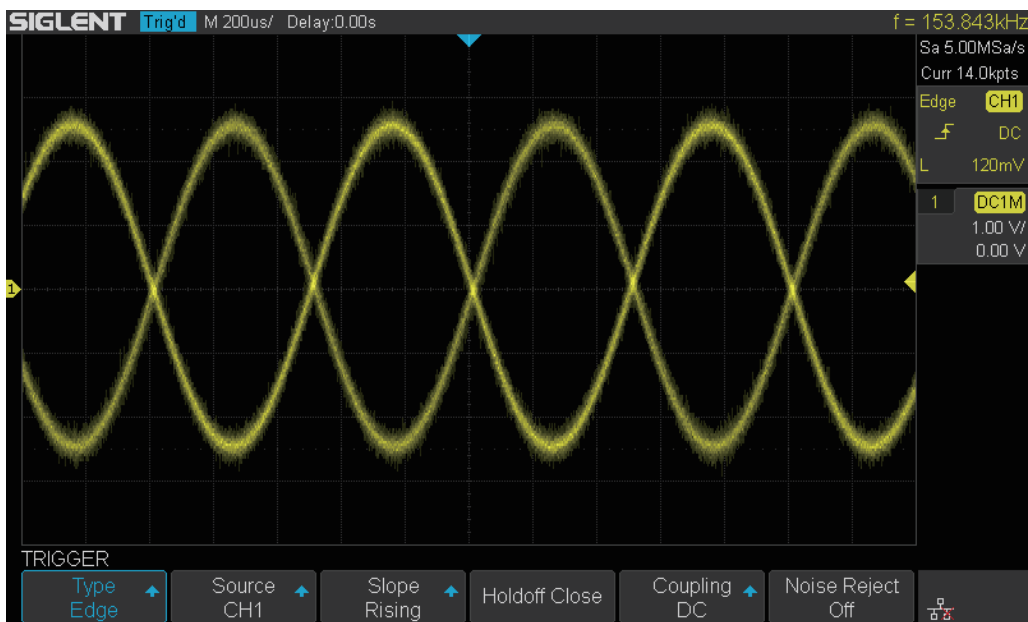 SIGLENT Trig'd M 200us/ Delay:0.00s f = 153.843kHz
Sa 5.00MSa/s
Curr 14.0kpts
Edge CH1
DC
L 120mV
1 DC1M
1.00 V/
0.00 V
1
TRIGGER
Type
Edge
Source
CH1
Slope
Rising
Holdoff Close
Coupling
DC
Noise Reject
Off